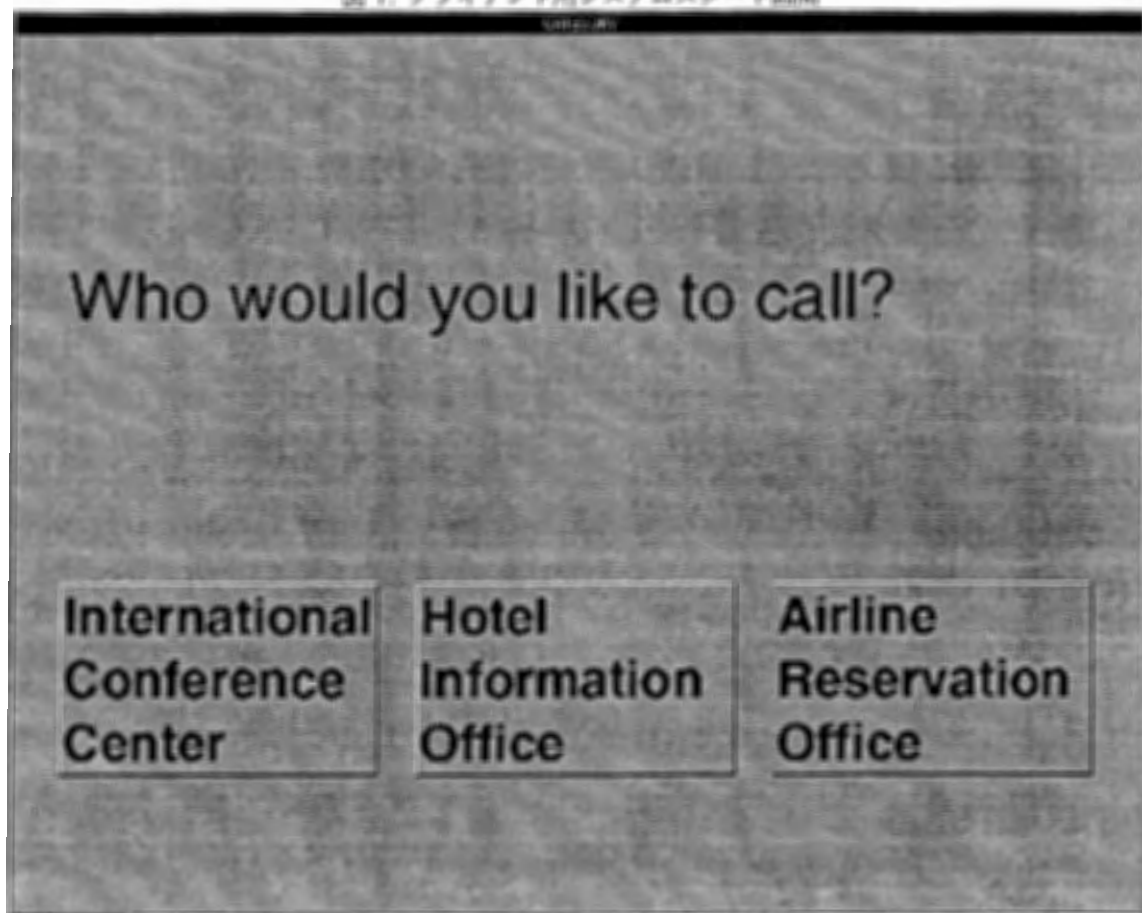 Who would you like to call?
International
Conference
Center
Hotel
Information
Office
Airline
Reservation
Office